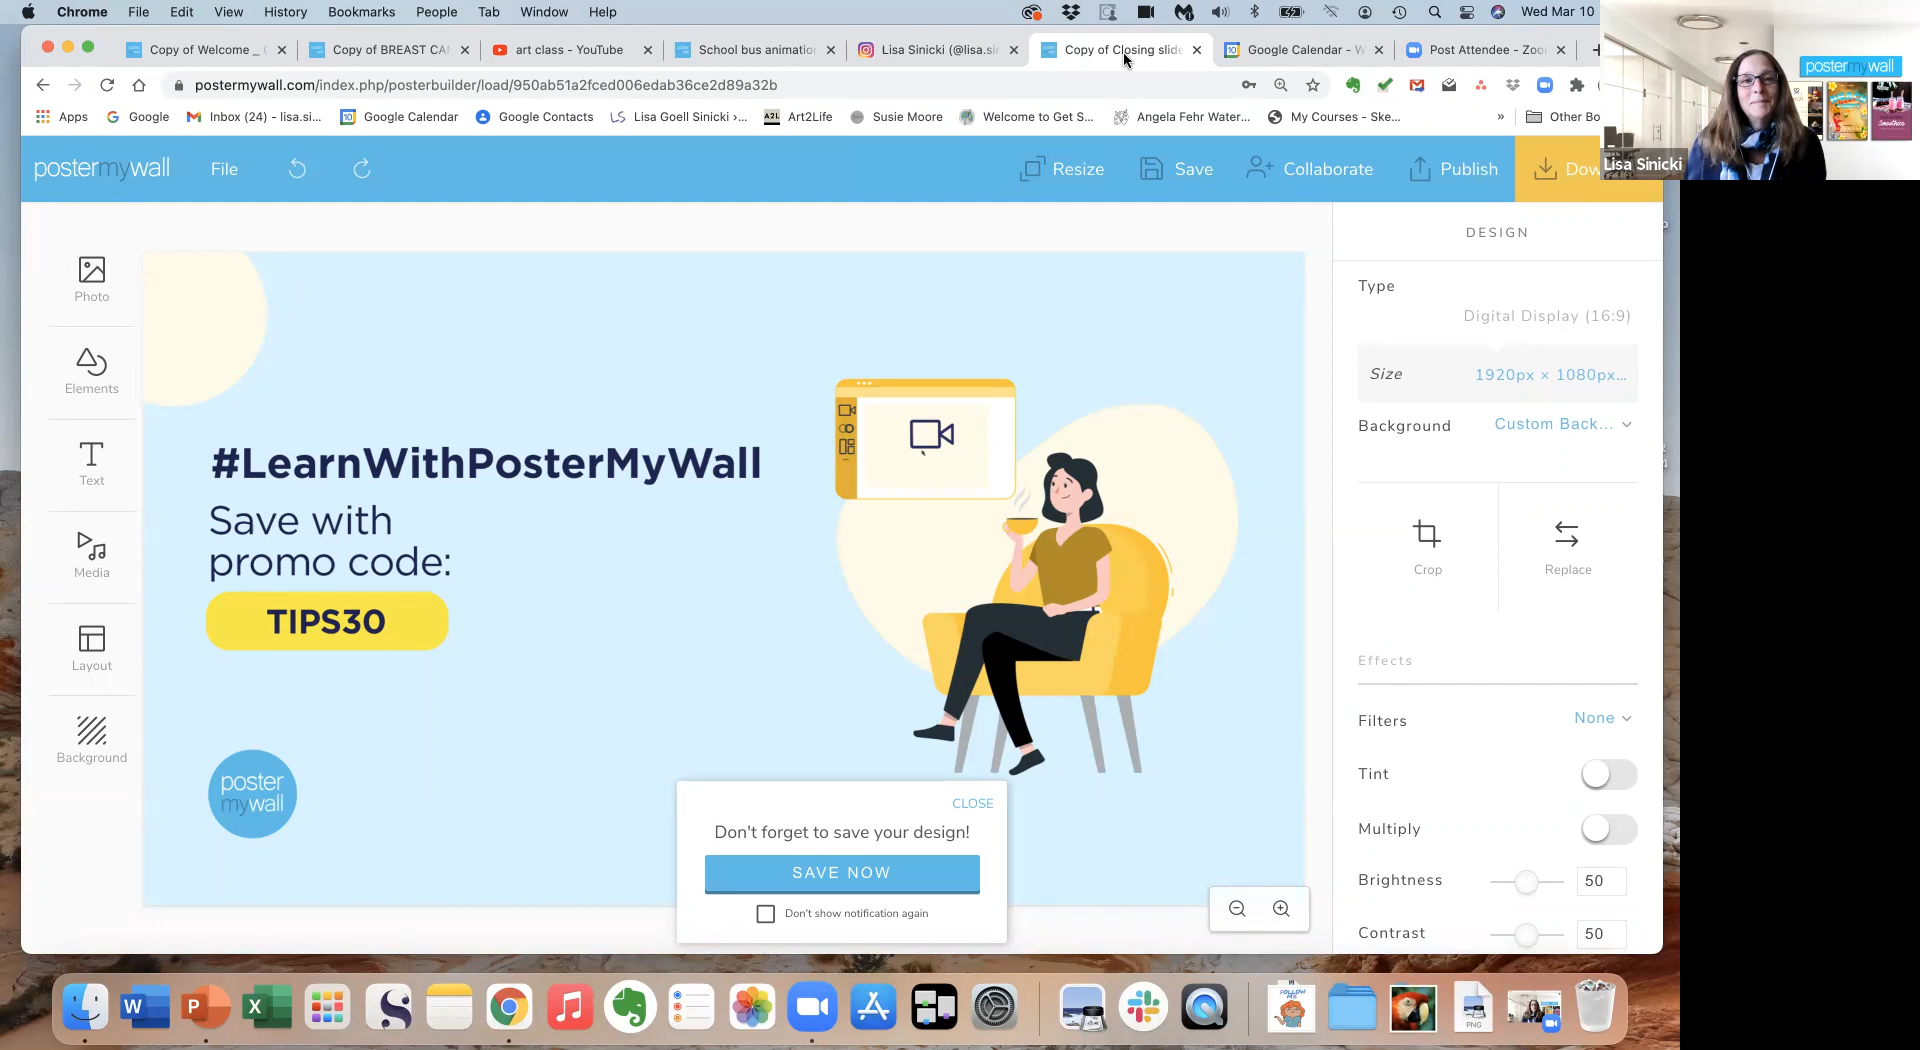 Chrome File Edit View History Bookmarks People Tab Window Help Wed Mar 10
Copy of Welcome _ Copy of BREAST CA art class - YouTube School bus animatio Lisa Sinicki (@lisa.si Copy of Closing slide Google Calendar - W Post Attendee - Zoo
postermywall.com/index.php/posterbuilder/load/950ab51a2fced006edab36ce2d89a32b
Apps Google Inbox (24) - lisa.si... Google Calendar Google Contacts Lisa Goell Sinicki ›... A2L Art2Life Susie Moore Welcome to Get S... Angela Fehr Water... My Courses - Ske... » Other Bo
postermywall
Lisa Sinicki
postermywall File Resize Save Collaborate Publish Dow
DESIGN
Type
Digital Display (16:9)
Size 1920px × 1080px...
Background Custom Back...
Crop Replace
Effects
Filters None
Tint
Multiply
Brightness 50
Contrast 50
Photo
Elements
Text
Media
Layout
Background
#LearnWithPosterMyWall
Save with
promo code:
TIPS30
poster
mywall
CLOSE
Don't forget to save your design!
SAVE NOW
Don't show notification again
W P X
FOLLOW
ME
PNG